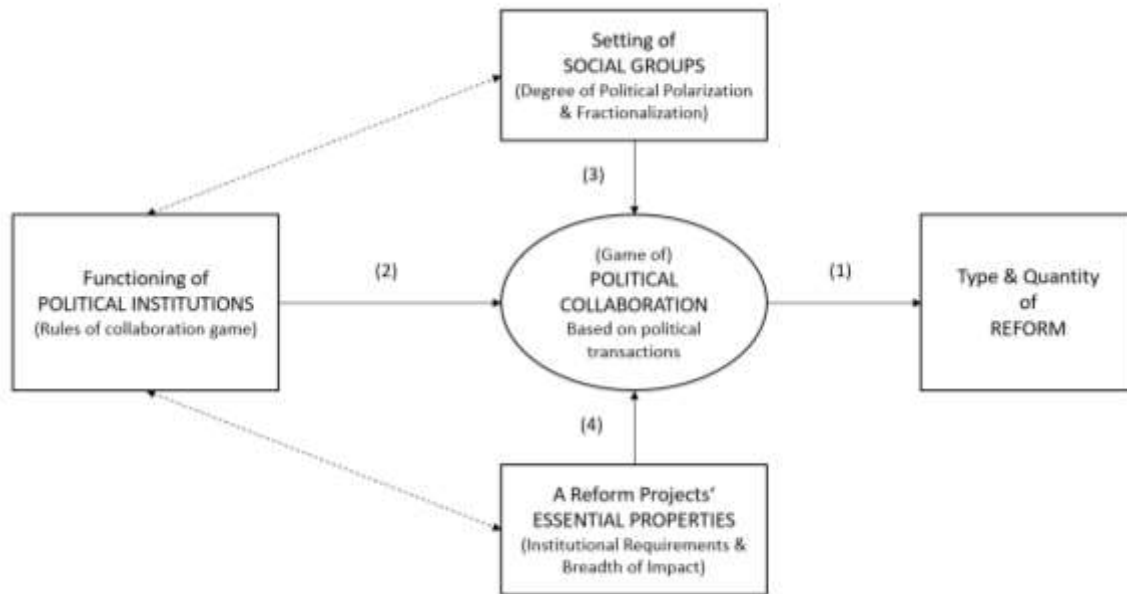 Setting of
SOCIAL GROUPS
(Degree of Political Polarization
& Fractionalization)
(3)
Functioning of
POLITICAL INSTITUTIONS
(Rules of collaboration game)
(2)
(Game of)
POLITICAL
COLLABORATION
Based on political
transactions
(1)
Type & Quantity
of
REFORM
(4)
A Reform Projects‘
ESSENTIAL PROPERTIES
(Institutional Requirements &
Breadth of Impact)